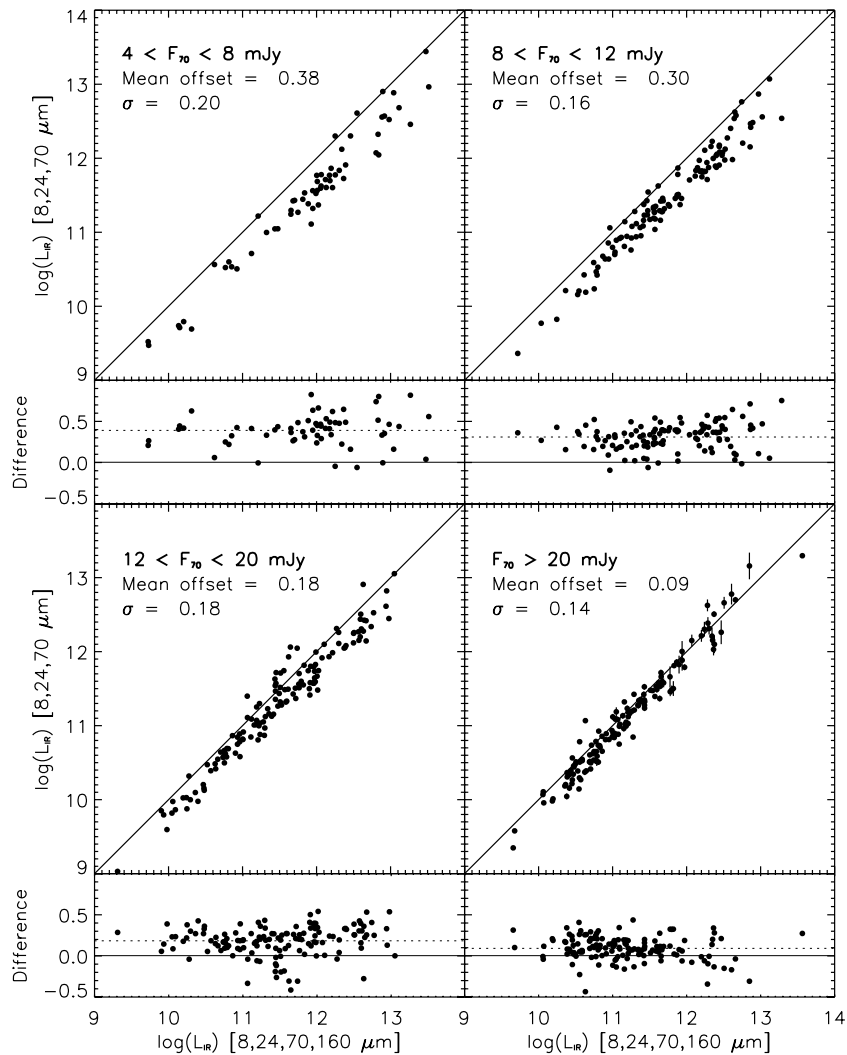 14
13
12
11
10
9
log(L_IR) [8,24,70 μm]
4 < F₇₀ < 8 mJy
Mean offset = 0.38
σ = 0.20
8 < F₇₀ < 12 mJy
Mean offset = 0.30
σ = 0.16
0.5
0.0
−0.5
Difference
13
12
11
10
9
log(L_IR) [8,24,70 μm]
12 < F₇₀ < 20 mJy
Mean offset = 0.18
σ = 0.18
F₇₀ > 20 mJy
Mean offset = 0.09
σ = 0.14
0.5
0.0
−0.5
Difference
9 10 11 12 13 9 10 11 12 13 14
log(L_IR) [8,24,70,160 μm] log(L_IR) [8,24,70,160 μm]